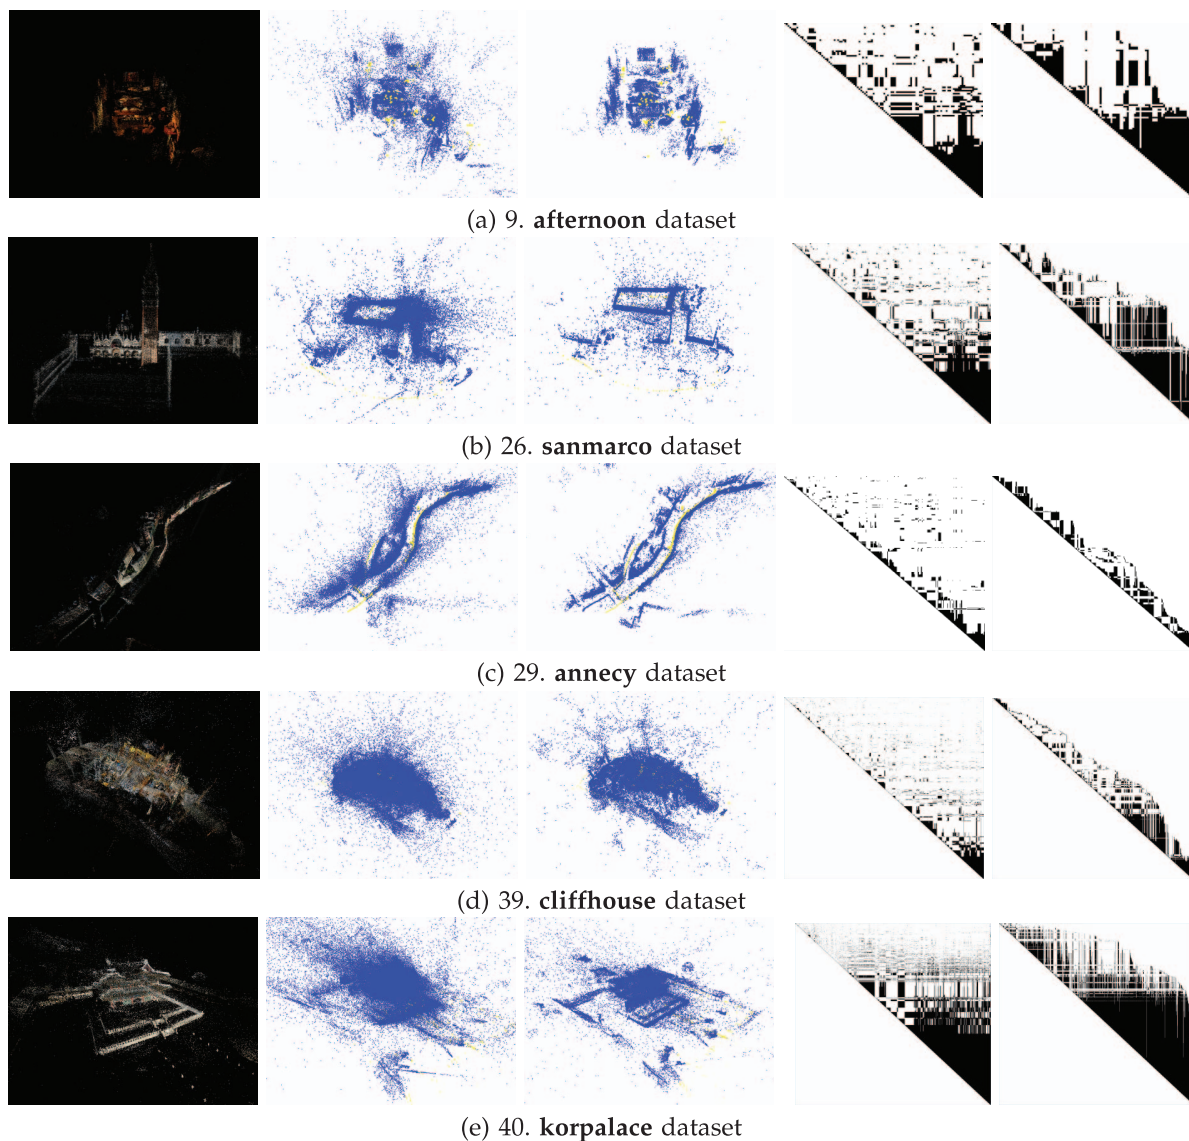 (a) 9. afternoon dataset
(b) 26. sanmarco dataset
(c) 29. annecy dataset
(d) 39. cliffhouse dataset
(e) 40. korpalace dataset